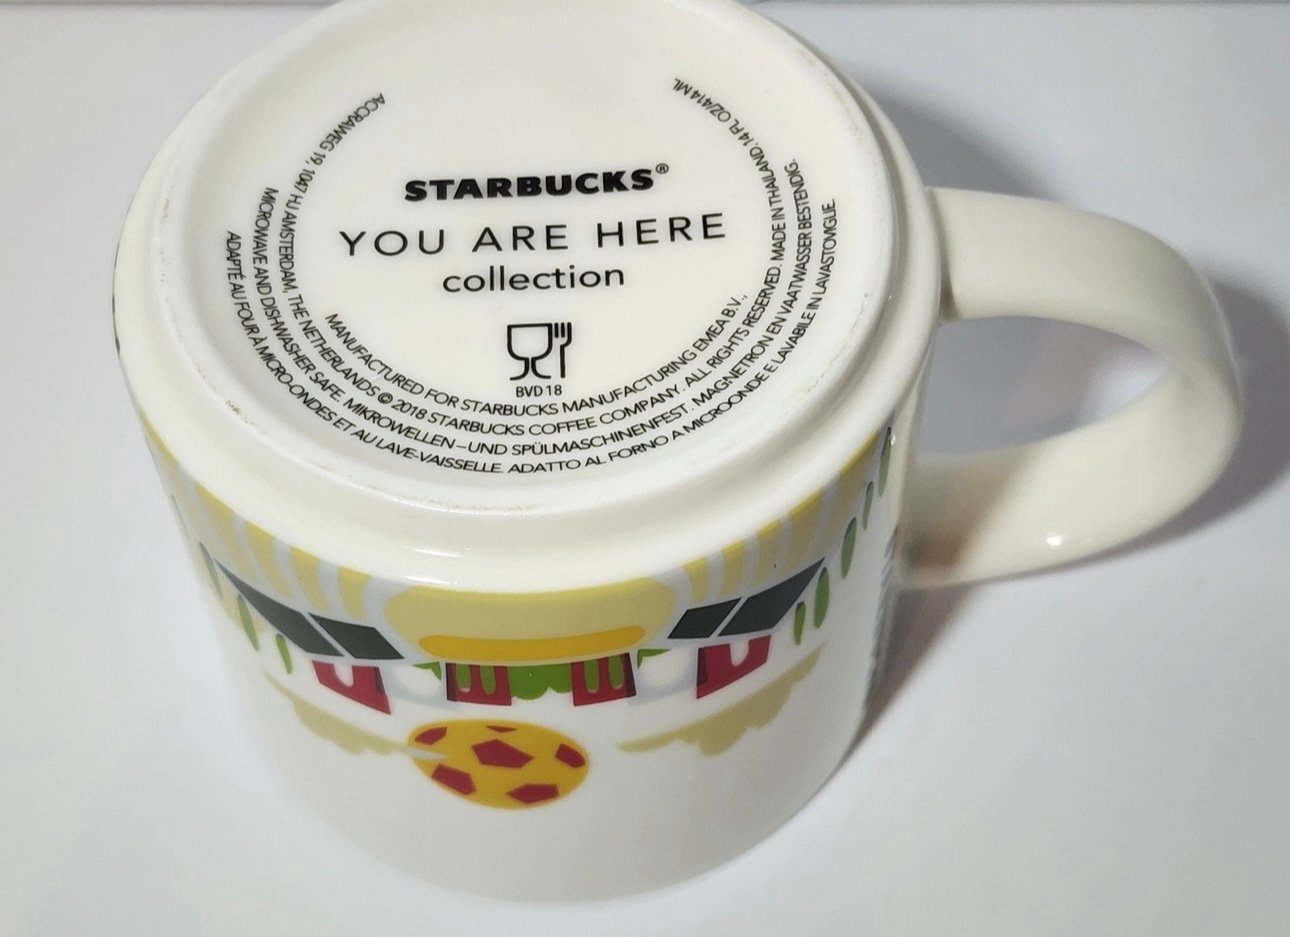 STARBUCKS®
YOU ARE HERE
collection
BVD 18
MANUFACTURED FOR STARBUCKS MANUFACTURING EMEA B.V.,
ACCRAWEG 19, 1047 HJ AMSTERDAM, THE NETHERLANDS © 2018 STARBUCKS COFFEE COMPANY. ALL RIGHTS RESERVED. MADE IN THAILAND. 14 FL OZ/414 ML
MICROWAVE AND DISHWASHER SAFE. MIKROWELLEN-UND SPÜLMASCHINENFEST. MAGNETRON EN VAATWASSER BESTENDIG.
ADAPTÉ AU FOUR À MICRO-ONDES ET AU LAVE-VAISSELLE. ADATTO AL FORNO A MICROONDE E LAVABILE IN LAVASTOVIGLIE.